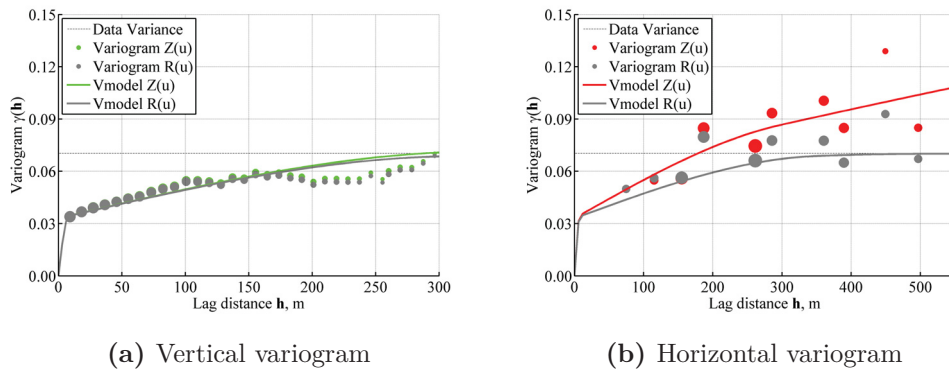 0.15
0.12
0.09
0.06
0.03
0.00
Variogram γ(h)
Data Variance
Variogram Z(u)
Variogram R(u)
Vmodel Z(u)
Vmodel R(u)
0 50 100 150 200 250 300
Lag distance h, m
(a) Vertical variogram
0.15
0.12
0.09
0.06
0.03
0.00
Variogram γ(h)
Data Variance
Variogram Z(u)
Variogram R(u)
Vmodel Z(u)
Vmodel R(u)
0 100 200 300 400 500
Lag distance h, m
(b) Horizontal variogram